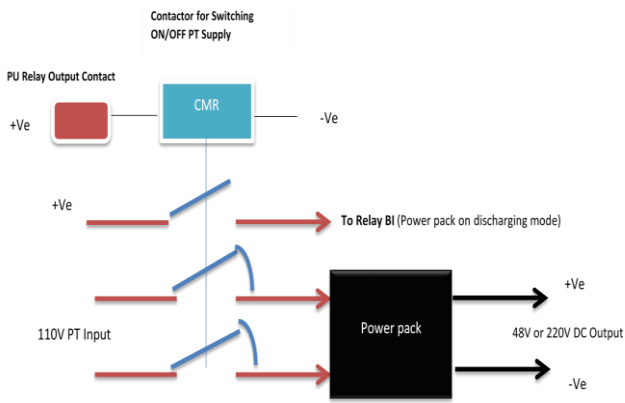 Contactor for Switching
ON/OFF PT Supply
PU Relay Output Contact
+Ve
CMR
-Ve
+Ve
To Relay BI (Power pack on discharging mode)
+Ve
110V PT Input
Power pack
48V or 220V DC Output
-Ve